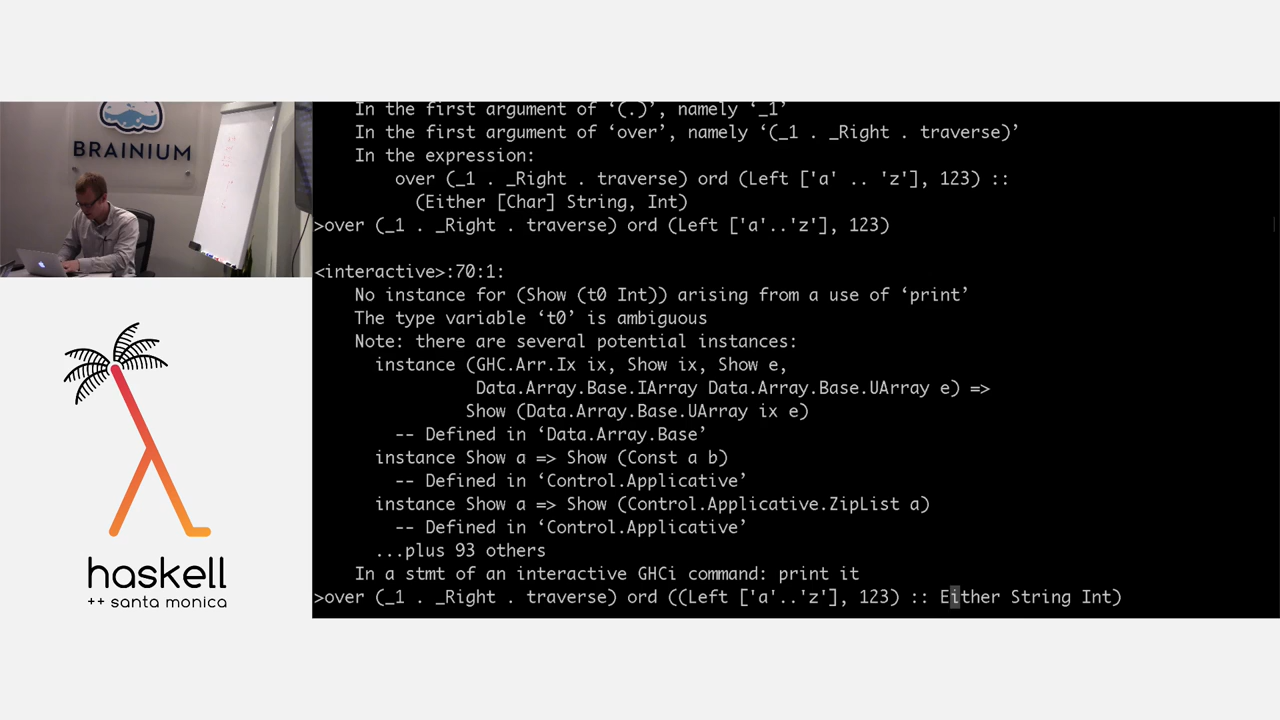 BRAINIUM
haskell
++ santa monica
In the first argument of ‘(.)’, namely ‘_1’
In the first argument of ‘over’, namely ‘(_1 . _Right . traverse)’
In the expression:
over (_1 . _Right . traverse) ord (Left ['a' .. 'z'], 123) ::
(Either [Char] String, Int)
>over (_1 . _Right . traverse) ord (Left ['a'..'z'], 123)
<interactive>:70:1:
No instance for (Show (t0 Int)) arising from a use of ‘print’
The type variable ‘t0’ is ambiguous
Note: there are several potential instances:
instance (GHC.Arr.Ix ix, Show ix, Show e,
Data.Array.Base.IArray Data.Array.Base.UArray e) =>
Show (Data.Array.Base.UArray ix e)
-- Defined in ‘Data.Array.Base’
instance Show a => Show (Const a b)
-- Defined in ‘Control.Applicative’
instance Show a => Show (Control.Applicative.ZipList a)
-- Defined in ‘Control.Applicative’
...plus 93 others
In a stmt of an interactive GHCi command: print it
>over (_1 . _Right . traverse) ord ((Left ['a'..'z'], 123) :: Either String Int)